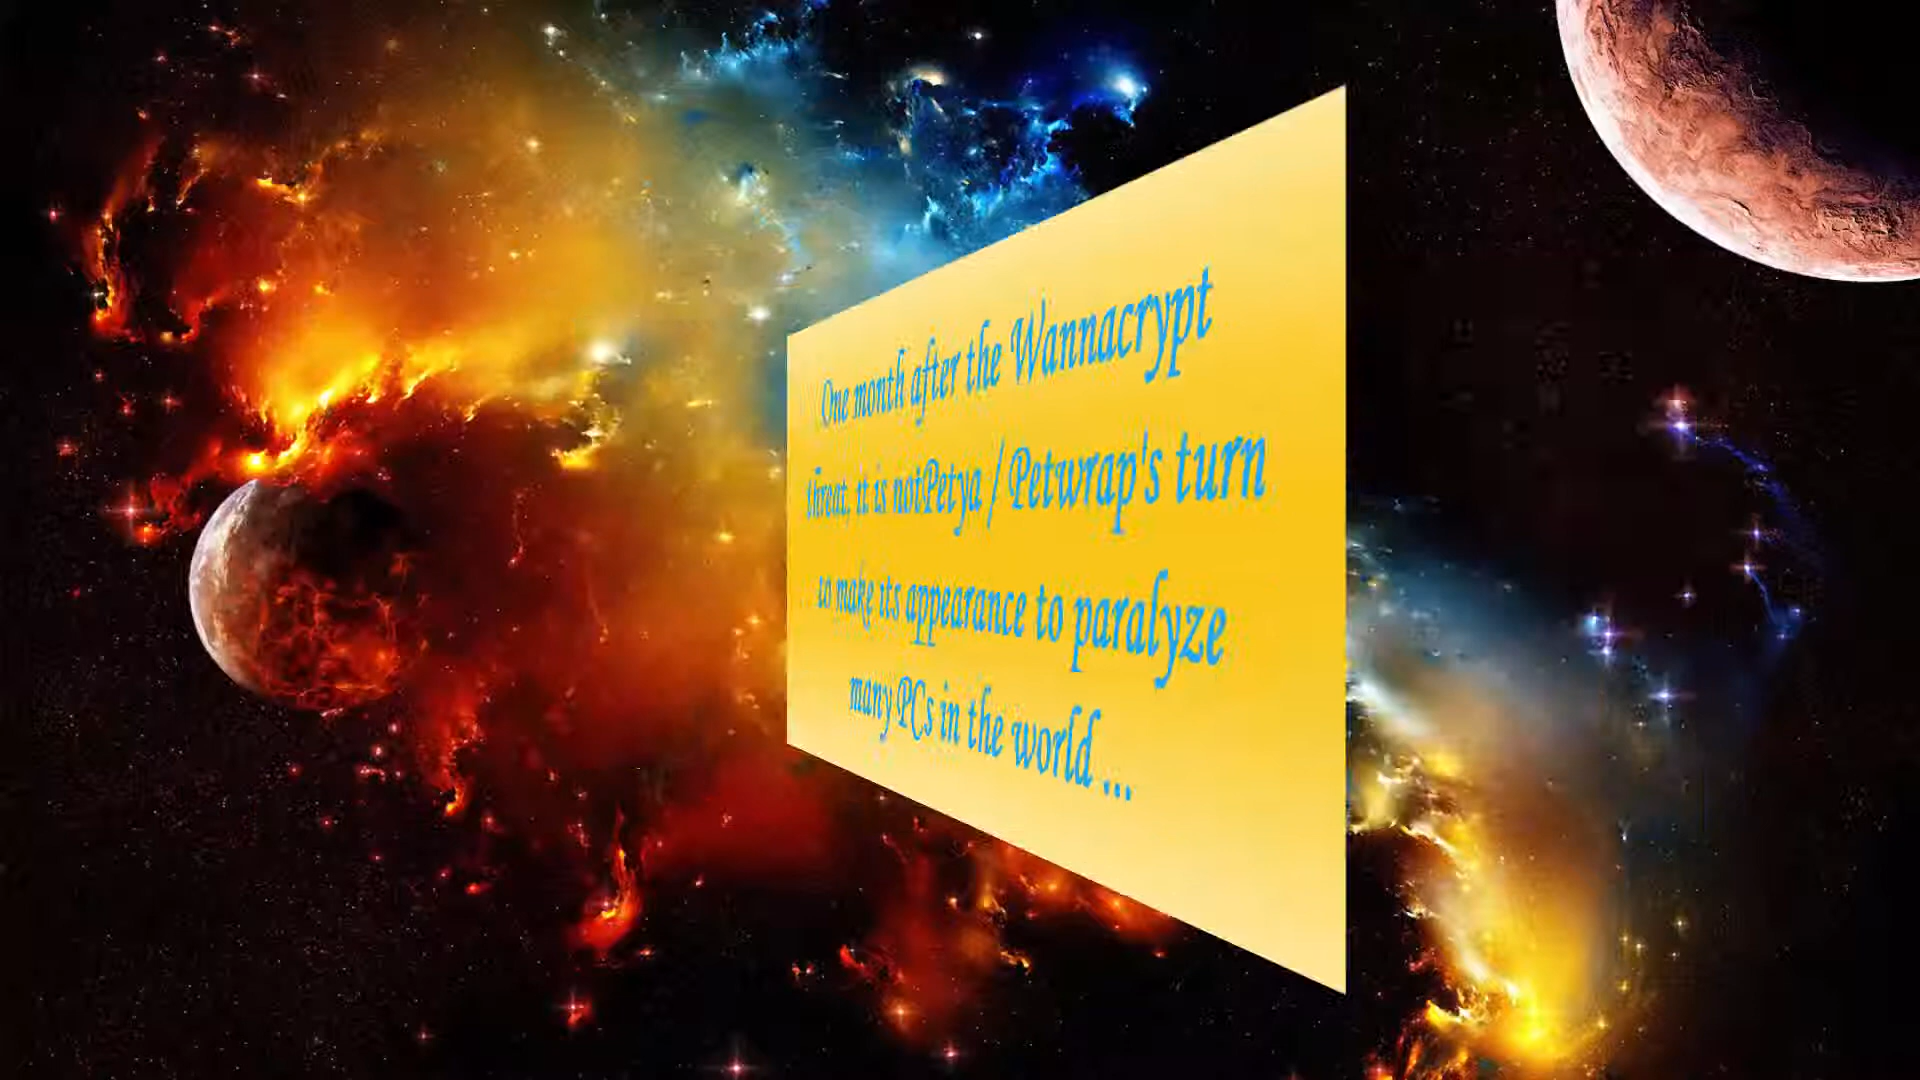 One month after the Wannacrypt
threat, it is notPetya / Petwrap's turn
to make its appearance to paralyze
many PCs in the world ...